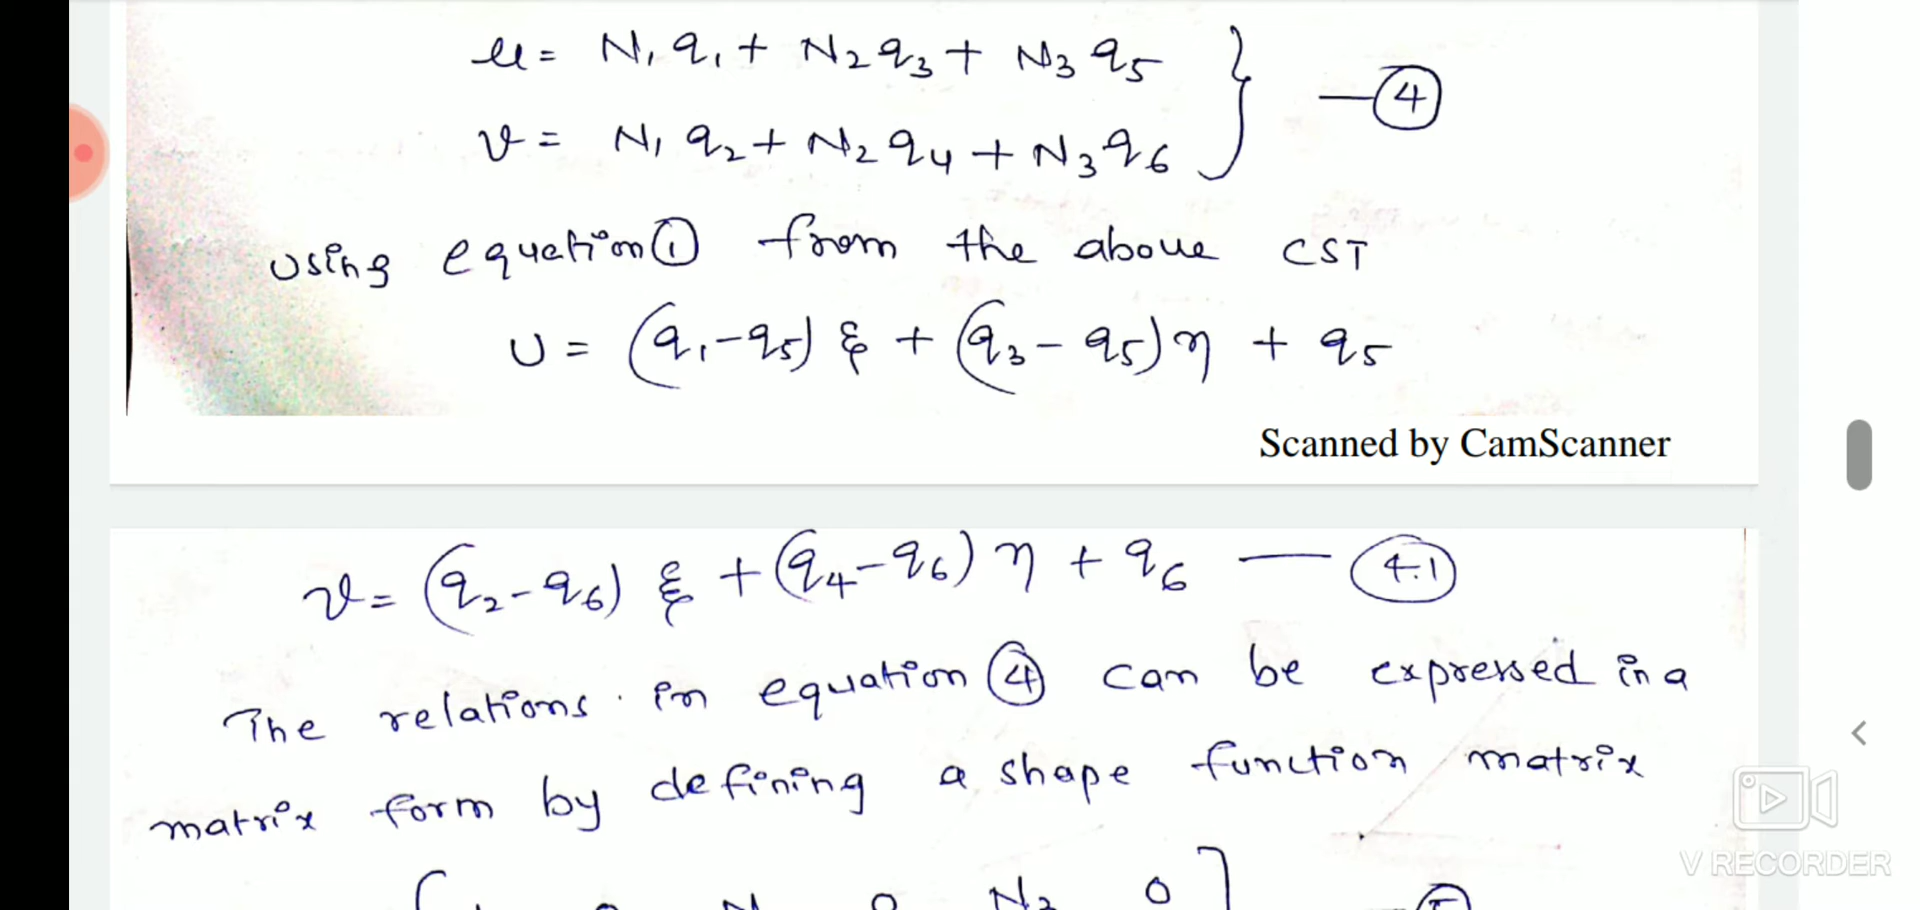 u = N₁q₁ + N₂q₃ + N₃q₅
v = N₁q₂ + N₂q₄ + N₃q₆ } — ④
Using equation ① from the above CST
U = (q₁-q₅) ξ + (q₃-q₅) η + q₅
Scanned by CamScanner
v = (q₂-q₆) ξ + (q₄-q₆) η + q₆ — (4.1)
The relations in equation ④ can be expressed in a
matrix form by defining a shape function matrix
0 ]
V RECORDER